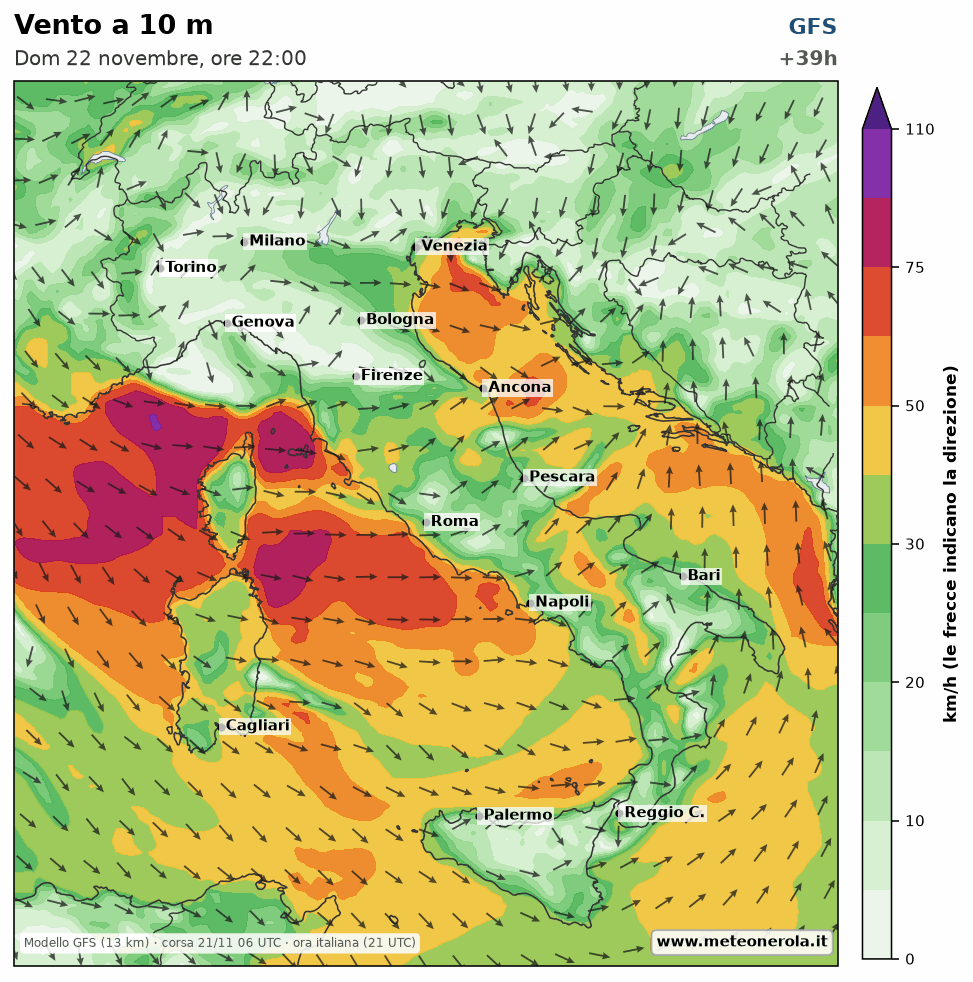 Vento a 10 m
GFS
Dom 22 novembre, ore 22:00
+39h
110
75
50
30
20
10
0
km/h (le frecce indicano la direzione)
Venezia
Milano
Torino
Genova
Bologna
Firenze
Ancona
Pescara
Roma
Bari
Napoli
Cagliari
Palermo
Reggio C.
Modello GFS (13 km) · corsa 21/11 06 UTC · ora italiana (21 UTC)
www.meteonerola.it